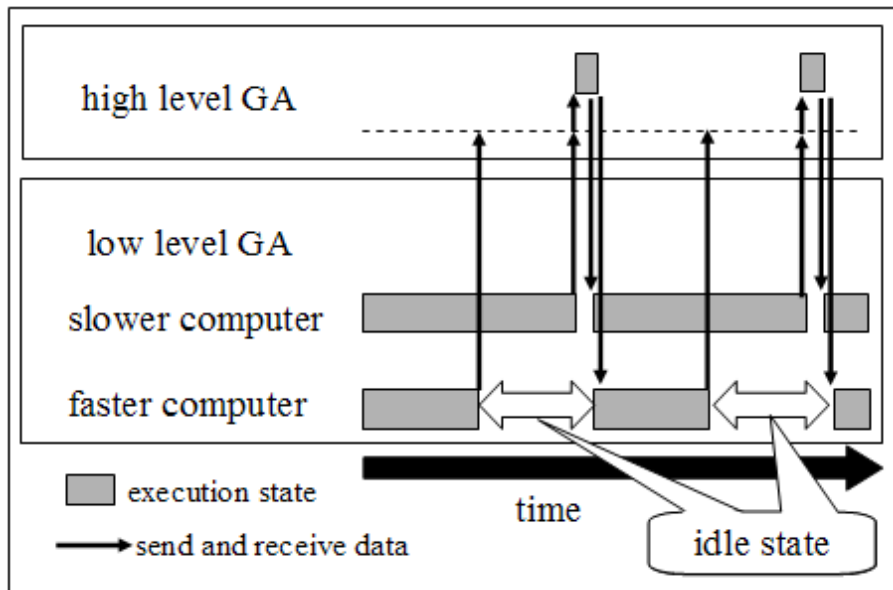 high level GA
low level GA
slower computer
faster computer
execution state
send and receive data
time
idle state